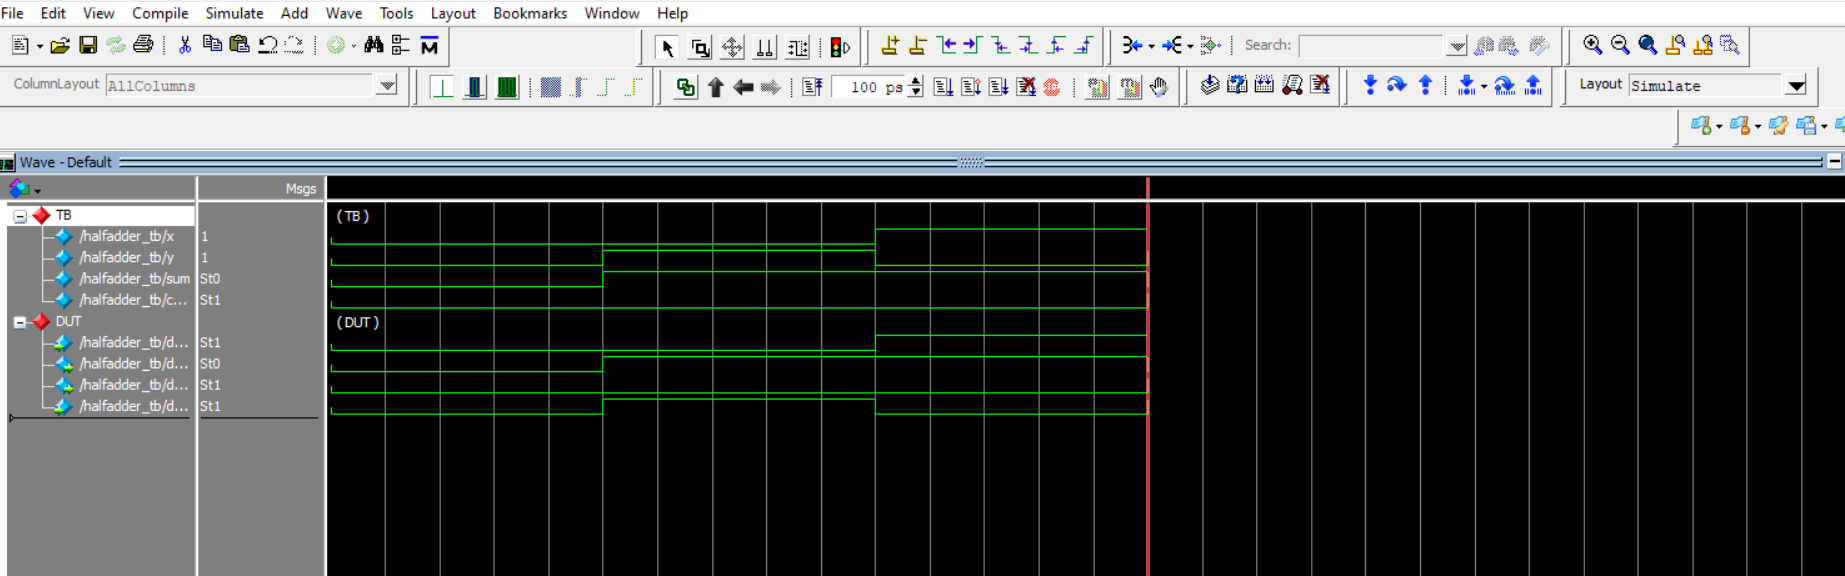 File Edit View Compile Simulate Add Wave Tools Layout Bookmarks Window Help
Search:
ColumnLayout AllColumns
100 ps
Layout Simulate
Wave - Default
Msgs
TB (TB)
/halfadder_tb/x 1
/halfadder_tb/y 1
/halfadder_tb/sum St0
/halfadder_tb/c... St1
DUT (DUT)
/halfadder_tb/d... St1
/halfadder_tb/d... St0
/halfadder_tb/d... St1
/halfadder_tb/d... St1